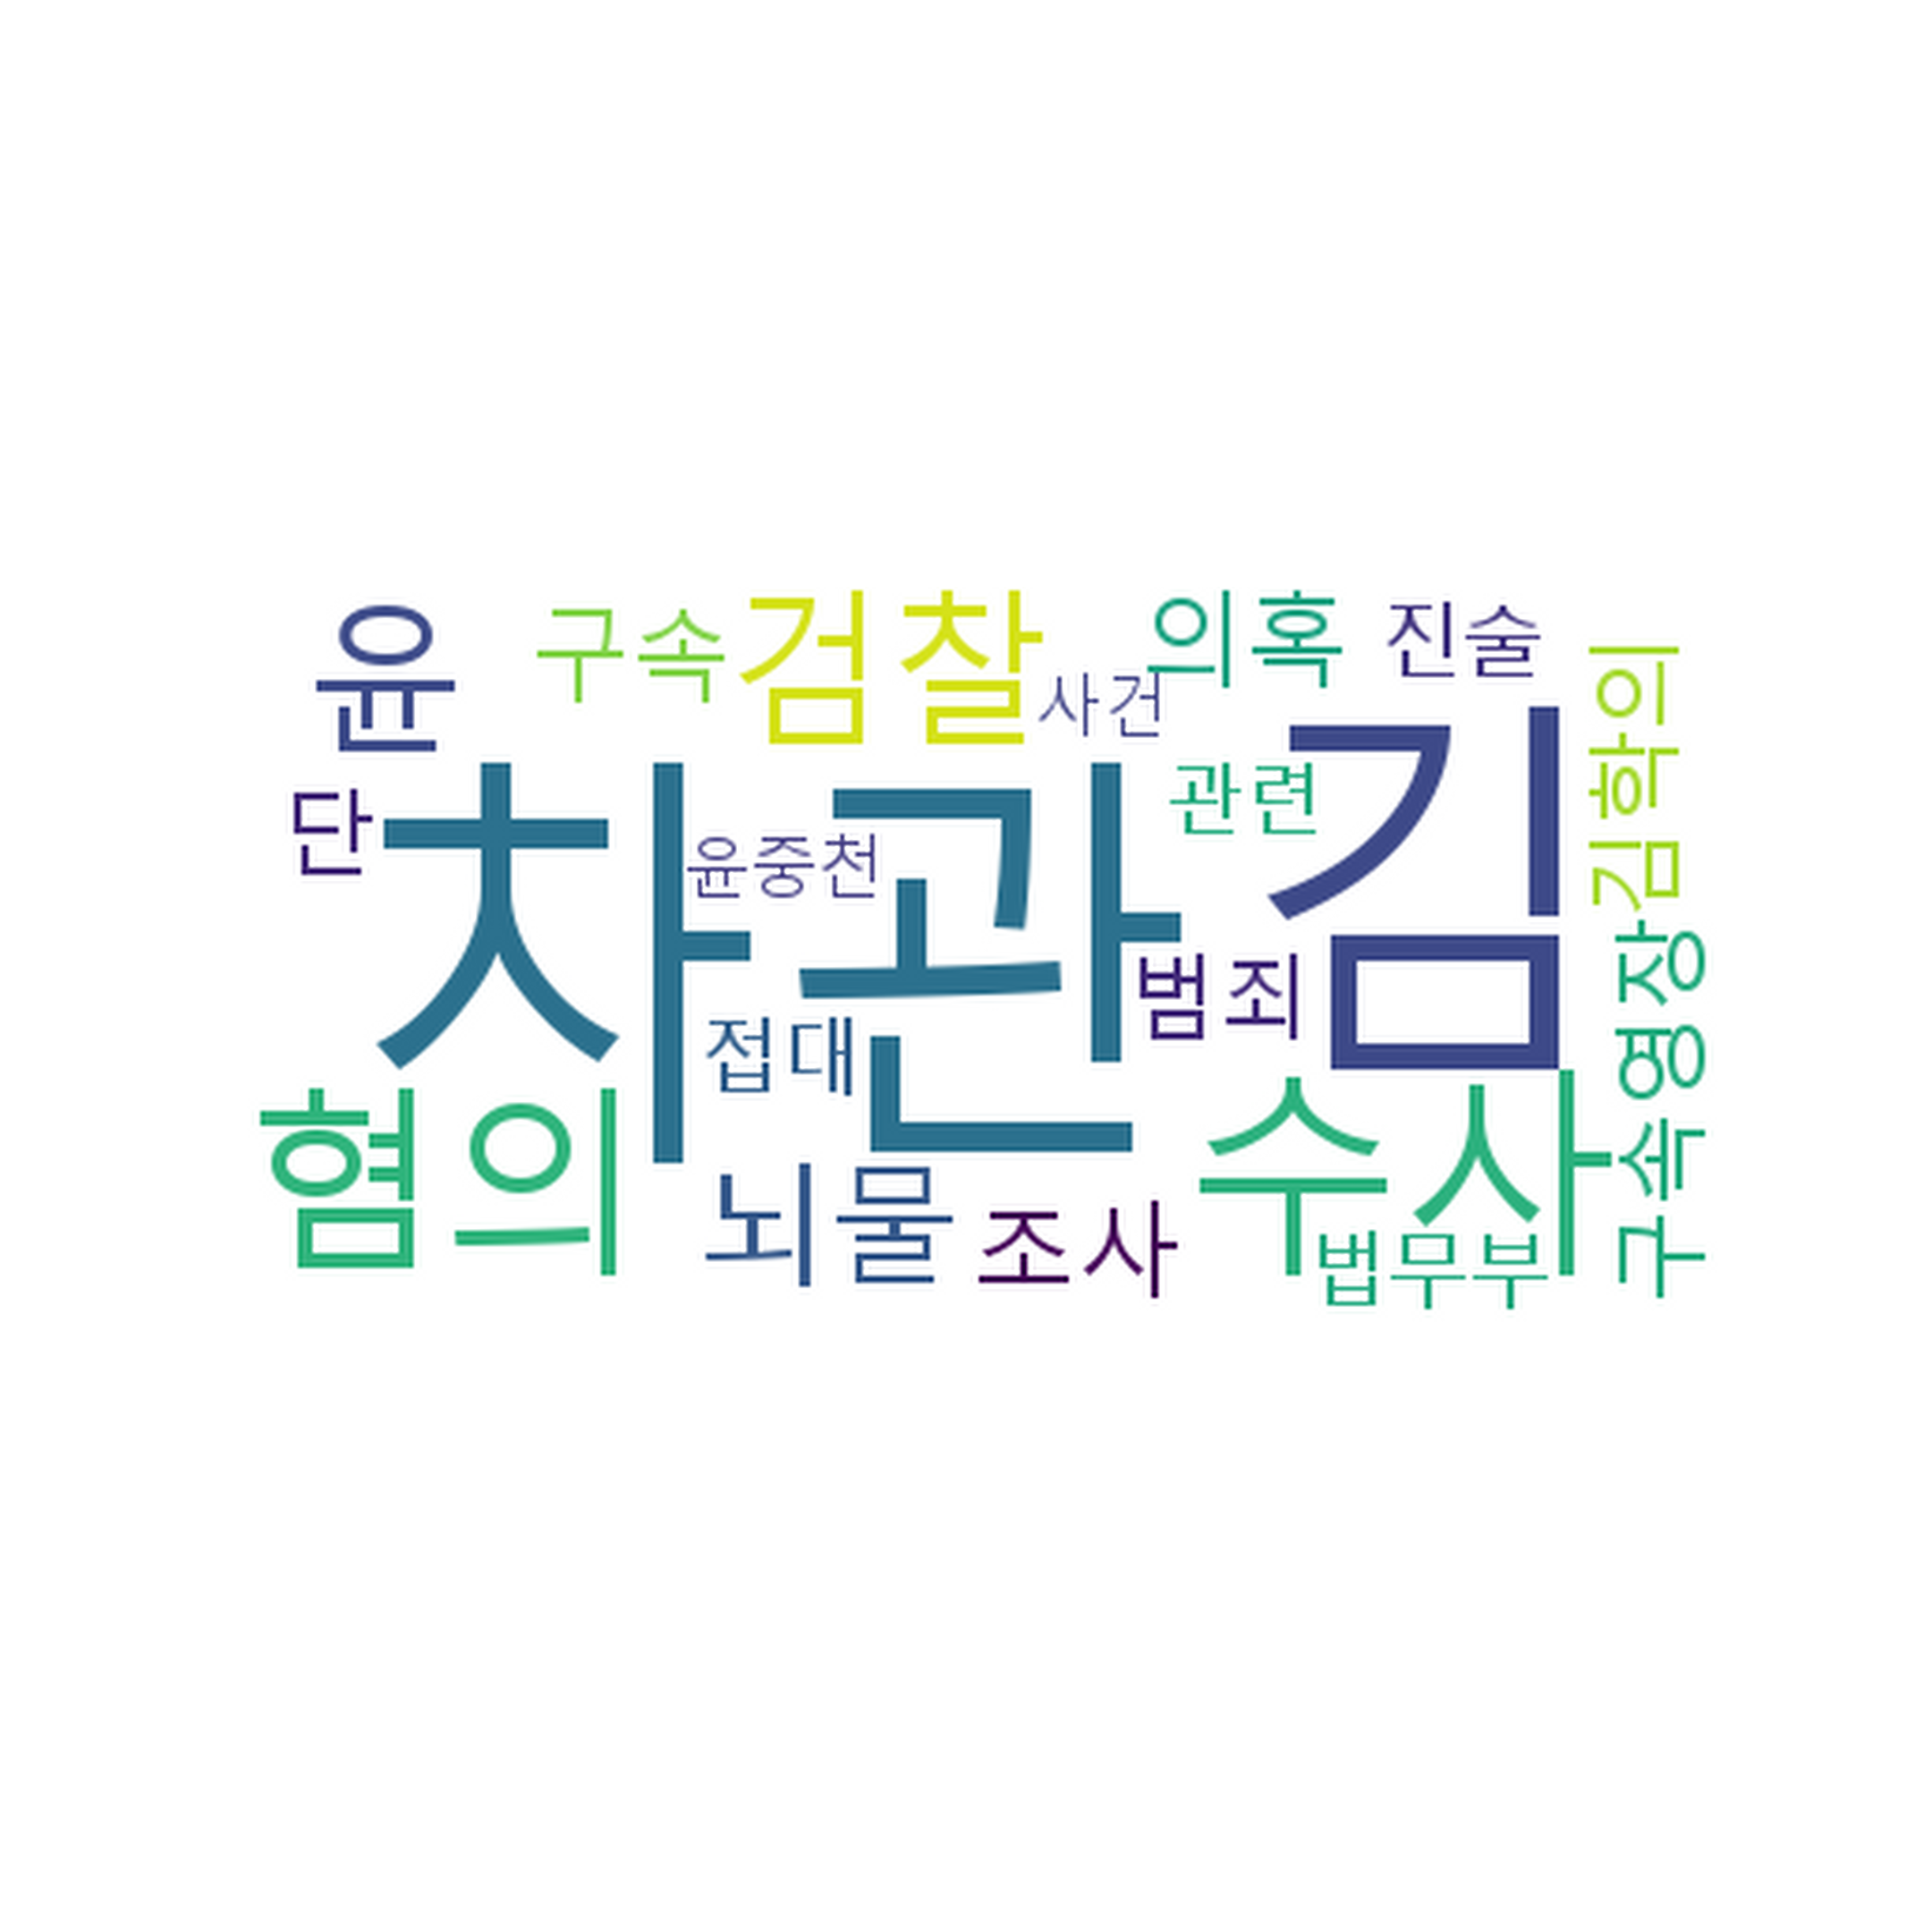 윤
구속
검찰
의혹
진술
사건
김학의
단
차관
윤중천
관련
김
범죄
접대
혐의
수사
구속영장
뇌물
조사
법무부